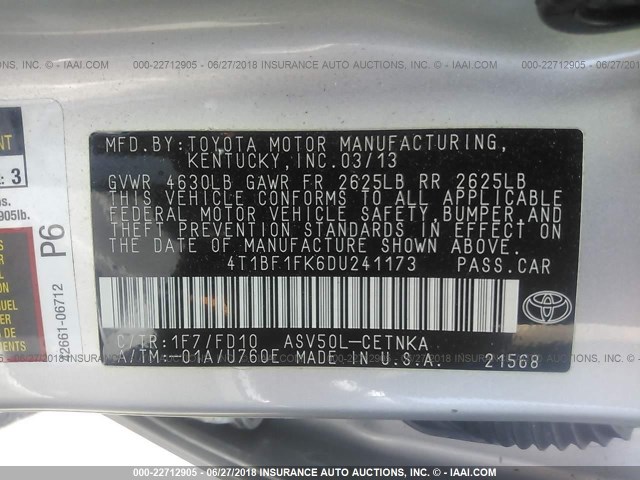 000-22712905 - 06/27/2018 INSURANCE AUTO AUCTIONS, INC. © - IAAI.COM
MFD.BY:TOYOTA MOTOR MANUFACTURING,
KENTUCKY,INC.03/13
GVWR 4630LB GAWR FR 2625LB RR 2625LB
THIS VEHICLE CONFORMS TO ALL APPLICABLE
FEDERAL MOTOR VEHICLE SAFETY,BUMPER,AND
THEFT PREVENTION STANDARDS IN EFFECT ON
THE DATE OF MANUFACTURE SHOWN ABOVE.
4T1BF1FK6DU241173 PASS.CAR
C/TR:1F7/FD10 ASV50L-CETNKA
A/TM:-01A/U760E MADE IN U.S.A. 21568
TOYOTA
3
905lb.
P6
06712
000-22712905 - 06/27/2018 INSURANCE AUTO AUCTIONS, INC. © - IAAI.COM